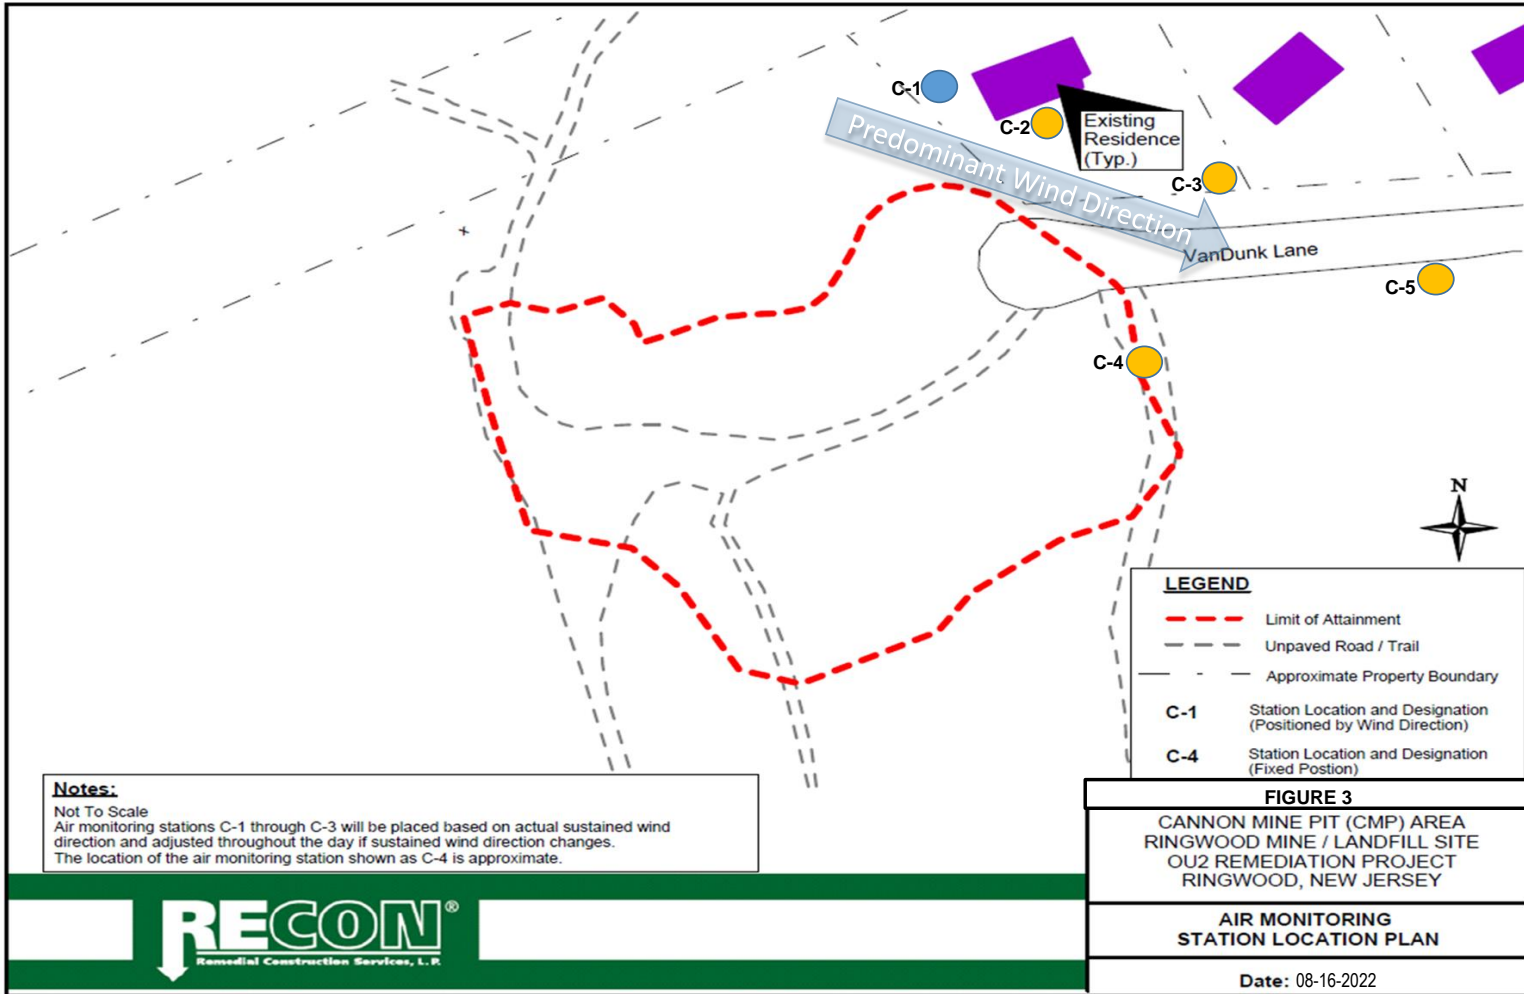 C-1
Predominant Wind Direction
C-2
Existing
Residence
(Typ.)
C-3
VanDunk Lane
C-5
C-4
N
LEGEND
Limit of Attainment
Unpaved Road / Trail
Approximate Property Boundary
C-1 Station Location and Designation
(Positioned by Wind Direction)
C-4 Station Location and Designation
(Fixed Postion)
Notes:
Not To Scale
Air monitoring stations C-1 through C-3 will be placed based on actual sustained wind
direction and adjusted throughout the day if sustained wind direction changes.
The location of the air monitoring station shown as C-4 is approximate.
RECON®
Remedial Construction Services, L.P.
FIGURE 3
CANNON MINE PIT (CMP) AREA
RINGWOOD MINE / LANDFILL SITE
OU2 REMEDIATION PROJECT
RINGWOOD, NEW JERSEY
AIR MONITORING
STATION LOCATION PLAN
Date: 08-16-2022